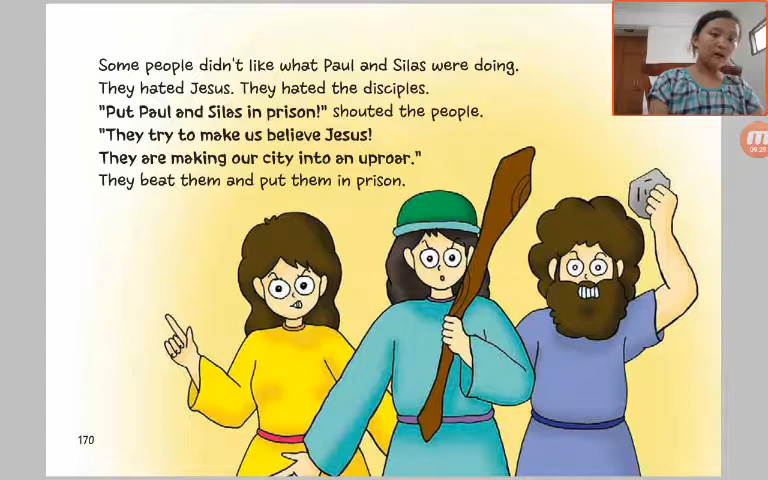 Some people didn't like what Paul and Silas were doing.
They hated Jesus. They hated the disciples.
"Put Paul and Silas in prison!" shouted the people.
"They try to make us believe Jesus!
They are making our city into an uproar."
They beat them and put them in prison.
170
09:29